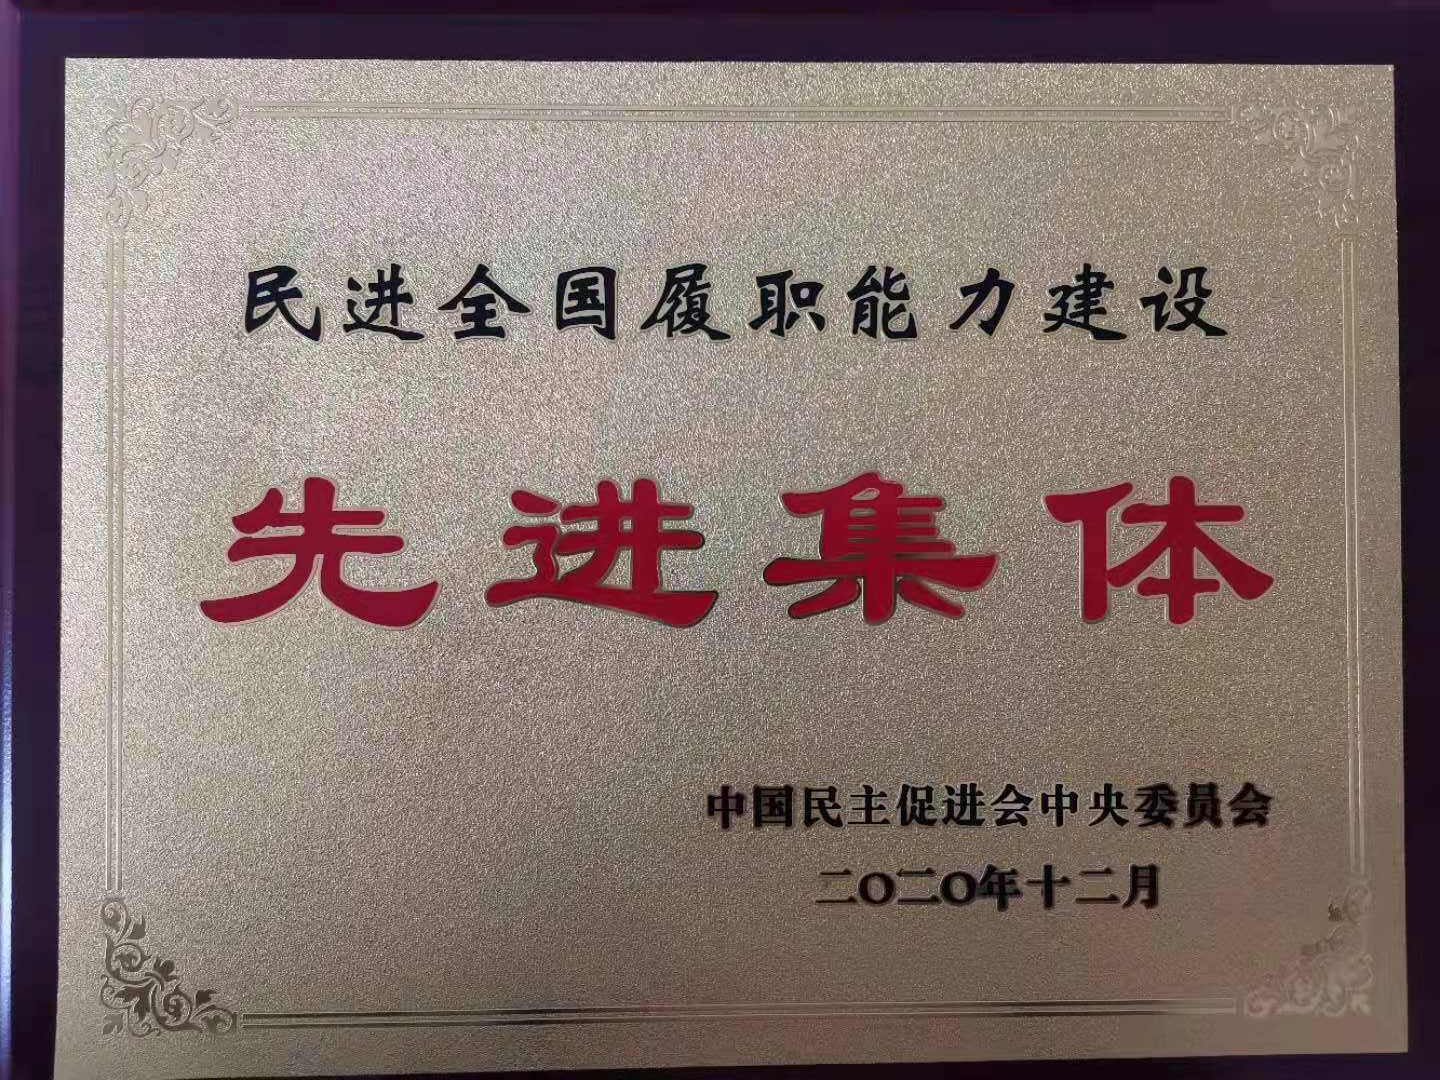 民进全国履职能力建设
先进集体
中国民主促进会中央委员会
二〇二〇年十二月